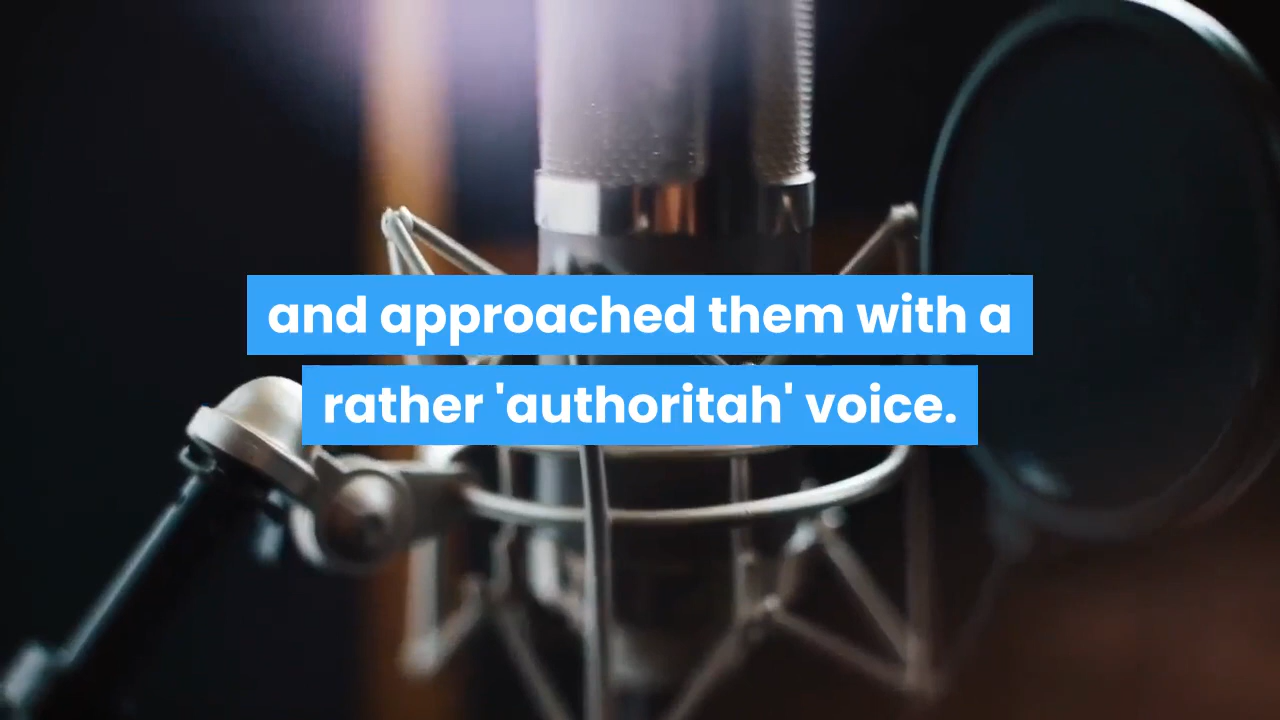 and approached them with a
rather 'authoritah' voice.